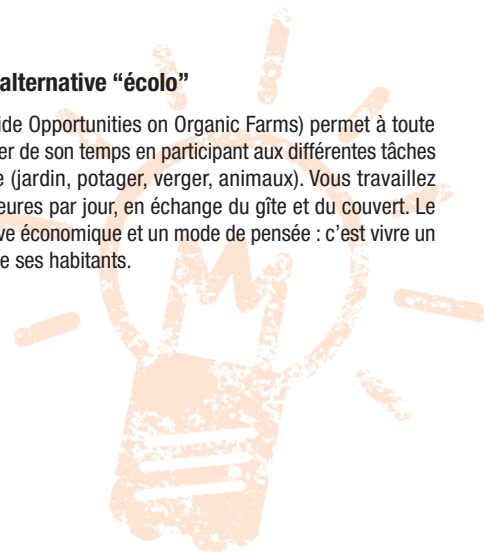 alternative “écolo”
ide Opportunities on Organic Farms) permet à toute
er de son temps en participant aux différentes tâches
e (jardin, potager, verger, animaux). Vous travaillez
eures par jour, en échange du gîte et du couvert. Le
ve économique et un mode de pensée : c'est vivre un
e ses habitants.